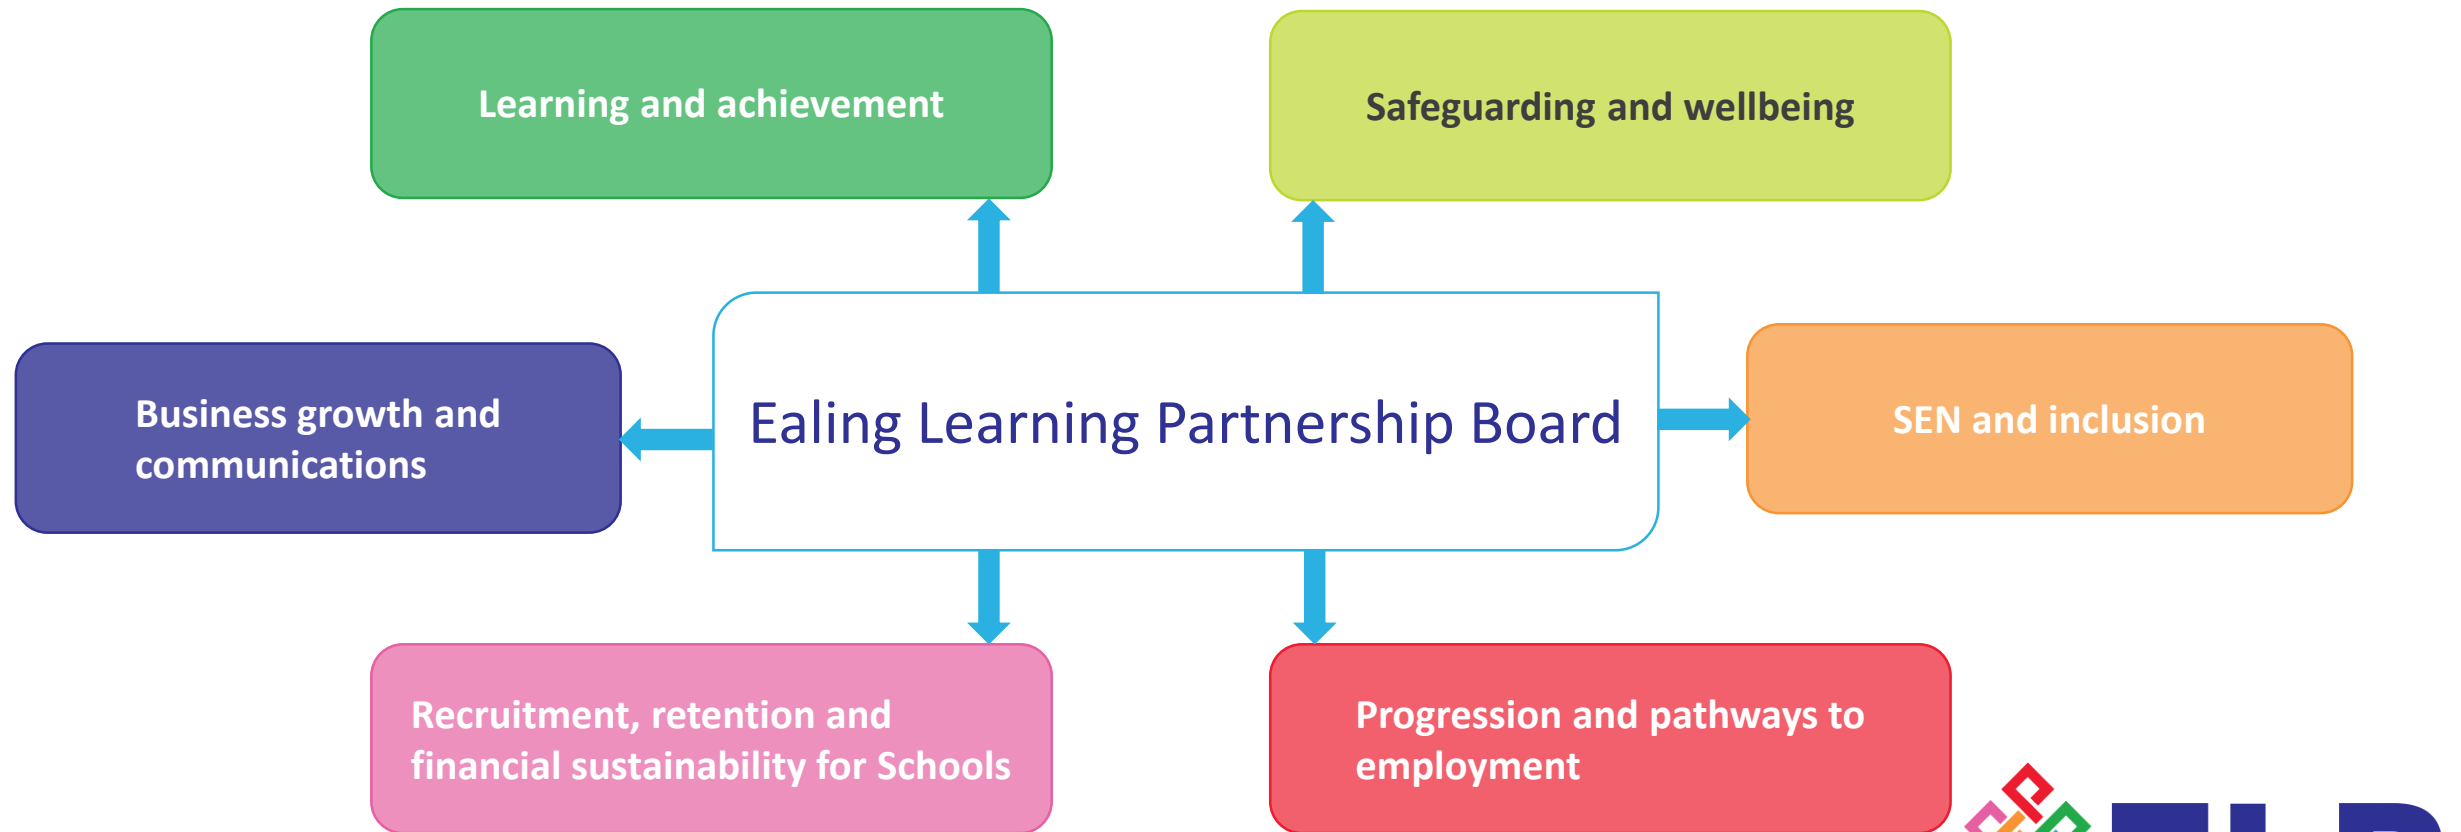 Learning and achievement
Safeguarding and wellbeing
Business growth and
communications
Ealing Learning Partnership Board
SEN and inclusion
Recruitment, retention and
financial sustainability for Schools
Progression and pathways to
employment